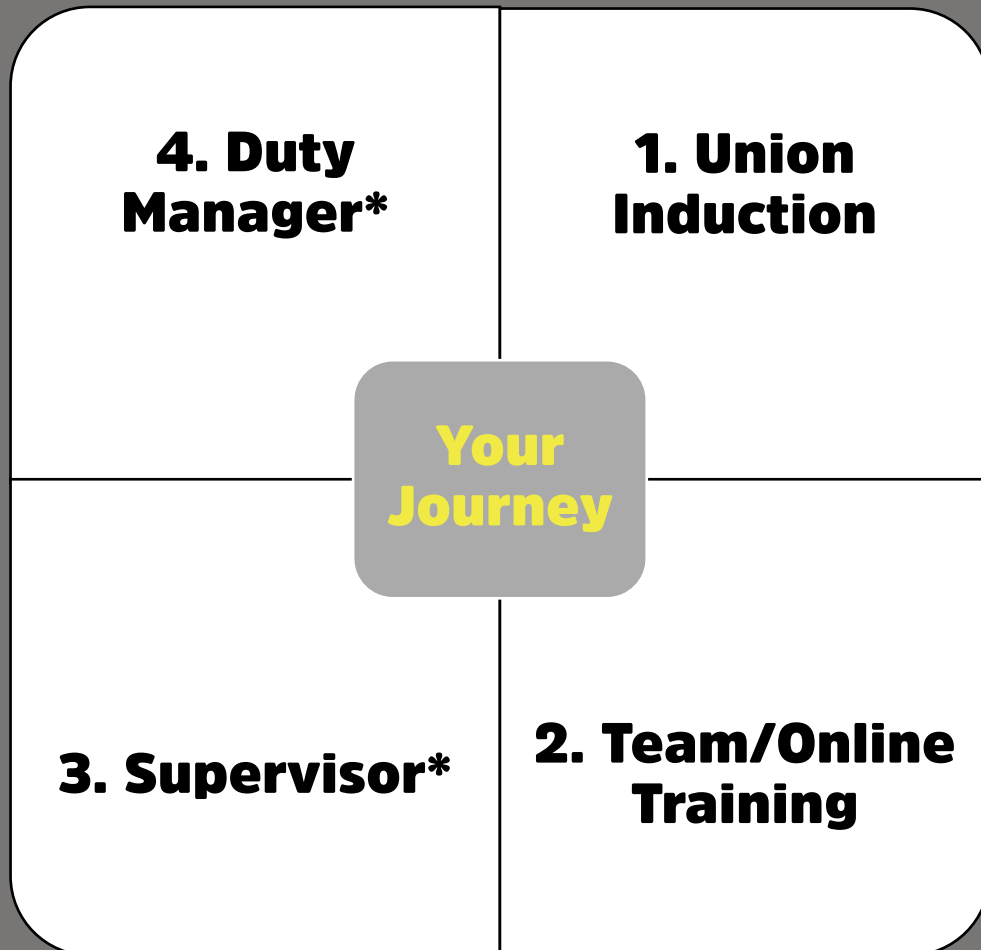 4. Duty
Manager*
1. Union
Induction
Your
Journey
3. Supervisor*
2. Team/Online
Training